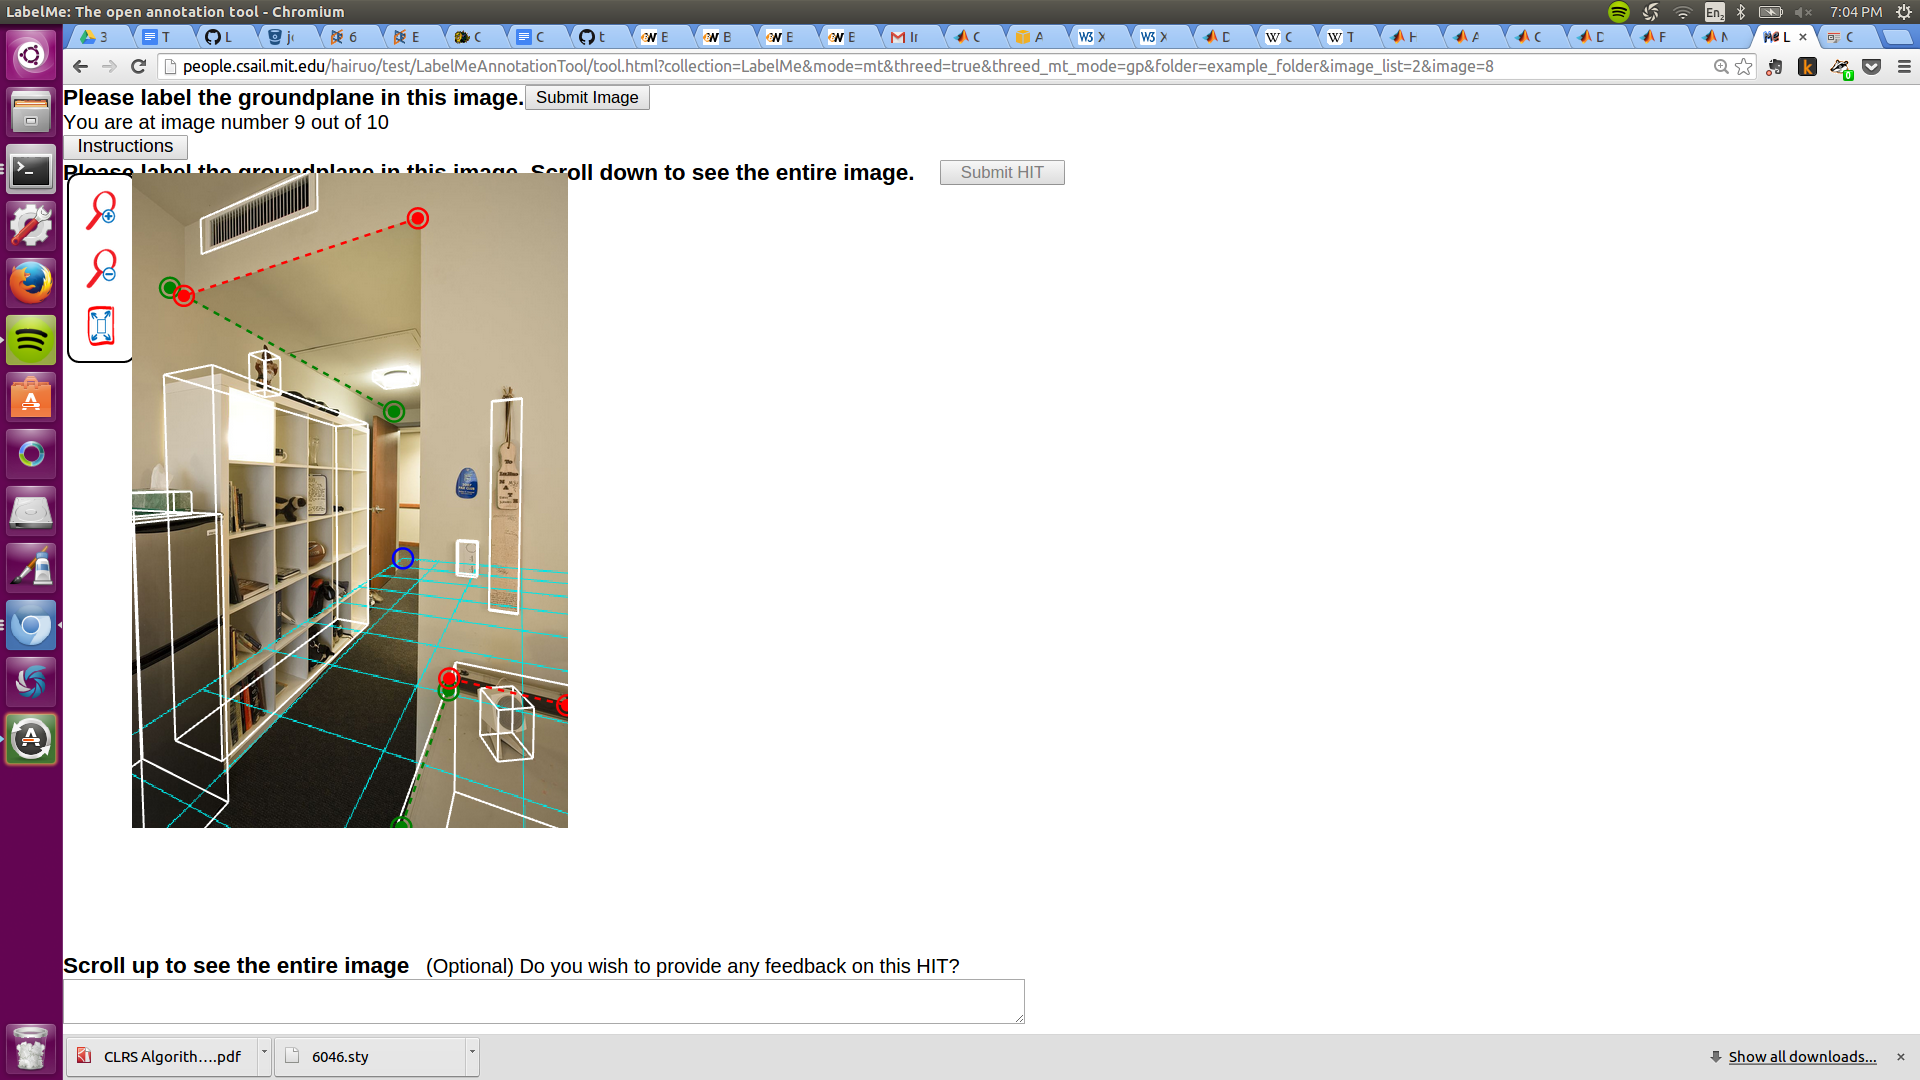 LabelMe: The open annotation tool - Chromium
En2
7:04 PM
3
T
L
6
E
C
C
t
E
B
E
E
C
A
X
X
D
C
T
H
A
C
D
F
L
C
people.csail.mit.edu/hairuo/test/LabelMeAnnotationTool/tool.html?collection=LabelMe&mode=mt&threed=true&threed_mt_mode=gp&folder=example_folder&image_list=2&image=8
Please label the groundplane in this image. Submit Image
You are at image number 9 out of 10
Instructions
Please label the groundplane in this image. Scroll down to see the entire image. Submit HIT
Scroll up to see the entire image (Optional) Do you wish to provide any feedback on this HIT?
CLRS Algorith....pdf
6046.sty
Show all downloads...